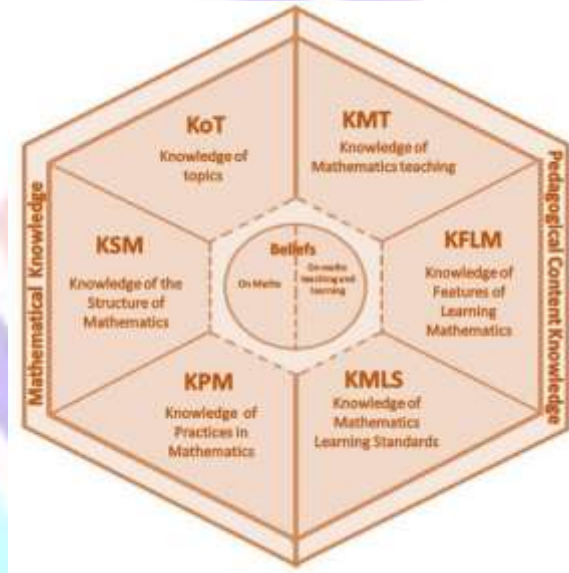 Mathematical Knowledge
KoT
Knowledge of
topics
KSM
Knowledge of the
Structure of
Mathematics
KPM
Knowledge of
Practices in
Mathematics
Beliefs
On Maths
On maths
teaching and
learning
KMT
Knowledge of
Mathematics teaching
KFLM
Knowledge of
Features of
Learning
Mathematics
KMLS
Knowledge of
Mathematics
Learning Standards
Pedagogical Content Knowledge